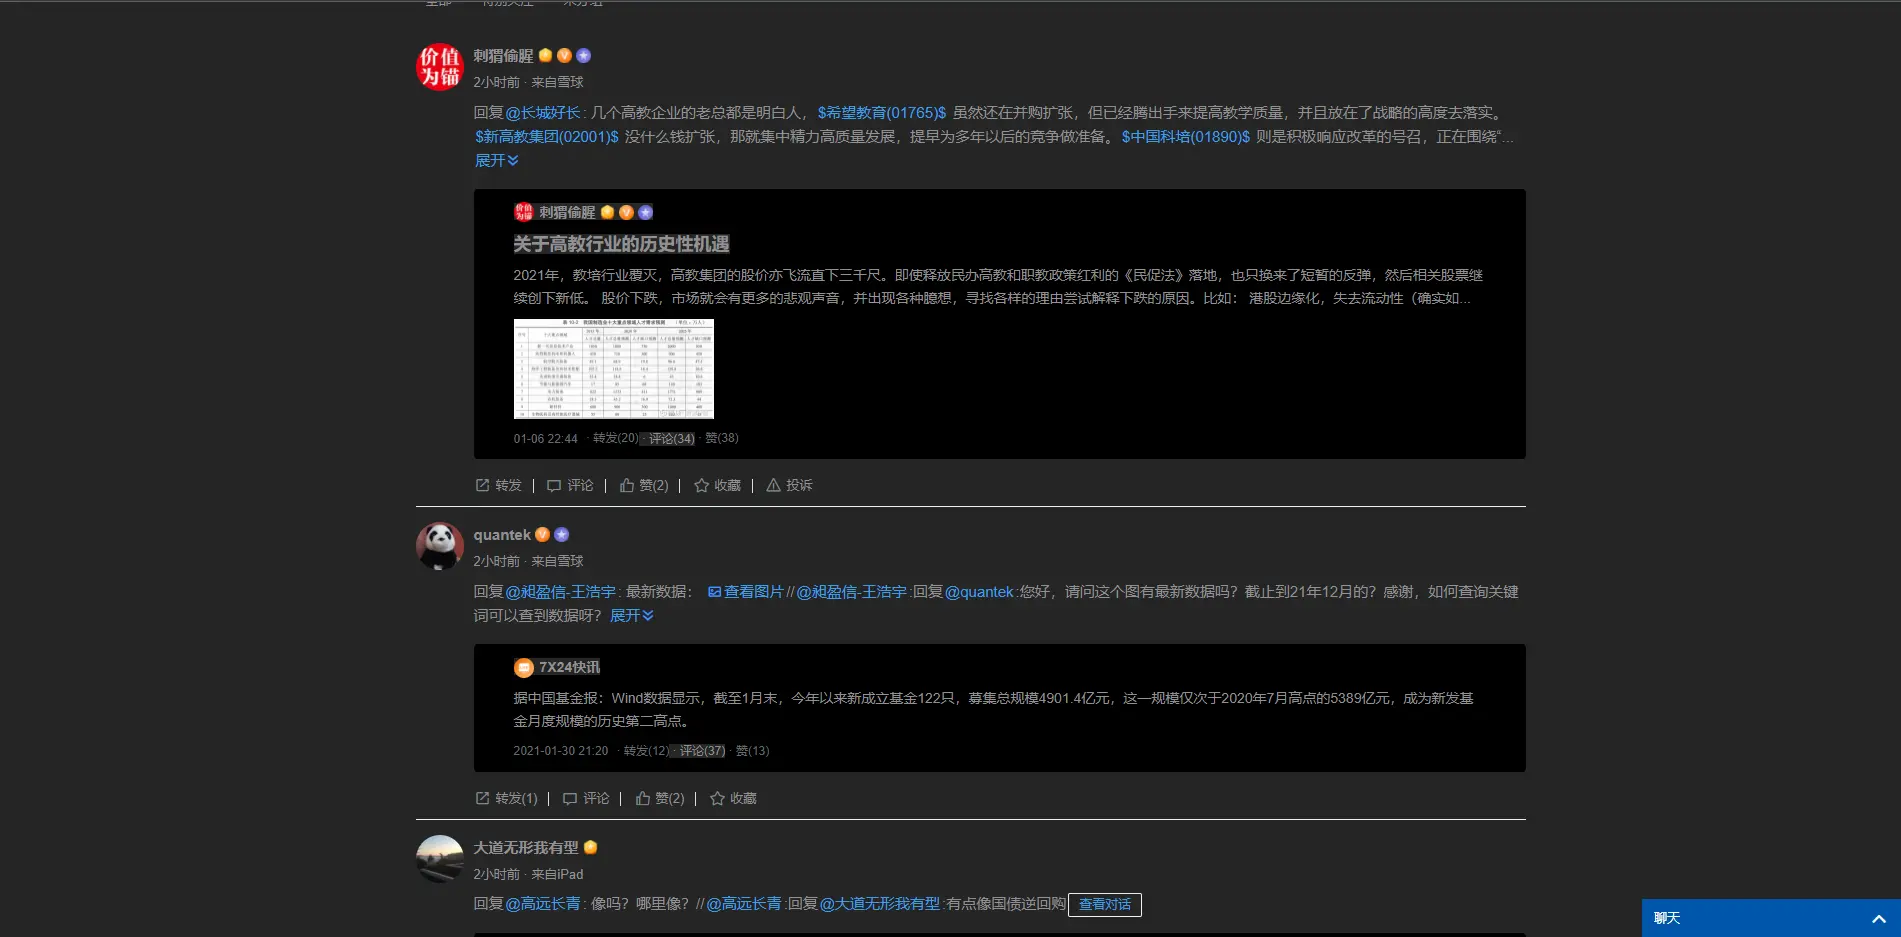 全部 特别关注 未分组
价值
为锚
刺猬偷腥
2小时前 · 来自雪球
回复@长城好长: 几个高教企业的老总都是明白人，$希望教育(01765)$ 虽然还在并购扩张，但已经腾出手来提高教学质量，并且放在了战略的高度去落实。
$新高教集团(02001)$ 没什么钱扩张，那就集中精力高质量发展，提早为多年以后的竞争做准备。$中国科培(01890)$ 则是积极响应改革的号召，正在围绕“...
展开
价值
为锚
刺猬偷腥
关于高教行业的历史性机遇
2021年，教培行业覆灭，高教集团的股价亦飞流直下三千尺。即使释放民办高教和职教政策红利的《民促法》落地，也只换来了短暂的反弹，然后相关股票继
续创下新低。 股价下跌，市场就会有更多的悲观声音，并出现各种臆想，寻找各样的理由尝试解释下跌的原因。比如： 港股边缘化，失去流动性（确实如...
01-06 22:44 · 转发(20) · 评论(34) · 赞(38)
转发 | 评论 | 赞(2) | 收藏 | 投诉
quantek
2小时前 · 来自雪球
回复@昶盈信-王浩宇: 最新数据： 查看图片//@昶盈信-王浩宇:回复@quantek:您好，请问这个图有最新数据吗？截止到21年12月的？感谢，如何查询关键
词可以查到数据呀？ 展开
7X24快讯
据中国基金报：Wind数据显示，截至1月末，今年以来新成立基金122只，募集总规模4901.4亿元，这一规模仅次于2020年7月高点的5389亿元，成为新发基
金月度规模的历史第二高点。
2021-01-30 21:20 · 转发(12) · 评论(37) · 赞(13)
转发(1) | 评论 | 赞(2) | 收藏
大道无形我有型
2小时前 · 来自iPad
回复@高远长青: 像吗？哪里像？//@高远长青:回复@大道无形我有型:有点像国债逆回购 查看对话
聊天